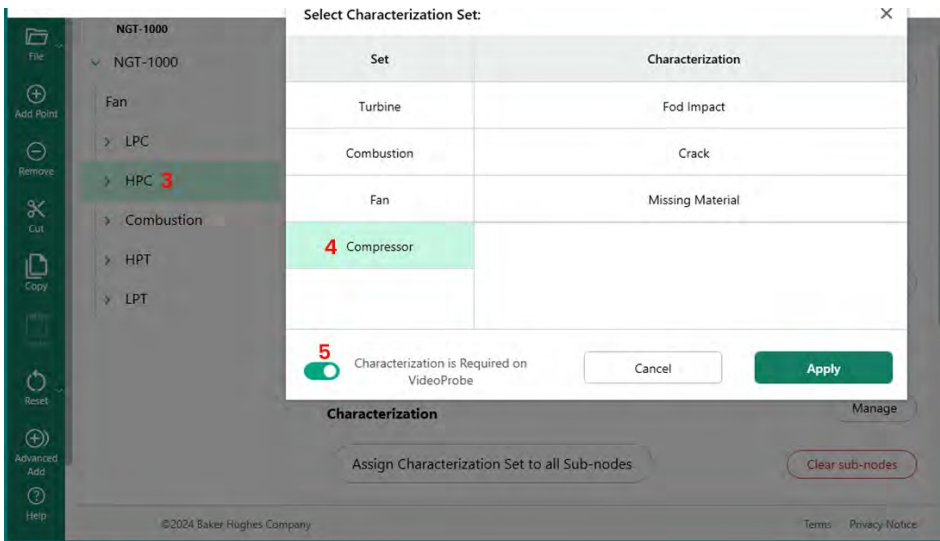 Select Characterization Set:
×
NGT-1000
File
NGT-1000
Set
Characterization
Add Point
Fan
Turbine
Fod Impact
LPC
Remove
Combustion
Crack
HPC 3
Cut
Fan
Missing Material
Combustion
4 Compressor
Copy
HPT
LPT
5
Characterization is Required on
VideoProbe
Cancel
Apply
Reset
Characterization
Manage
Advanced
Add
Assign Characterization Set to all Sub-nodes
Clear sub-nodes
Help
©2024 Baker Hughes Company
Terms
Privacy Notice